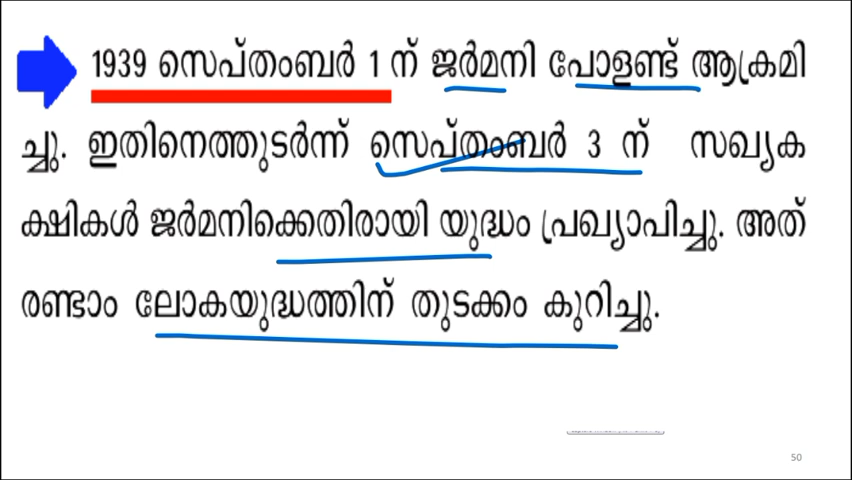 1939 സെപ്തംബർ 1 ന് ജർമനി പോളണ്ട് ആക്രമി
ച്ചു. ഇതിനെത്തുടർന്ന് സെപ്തംബർ 3 ന് സഖ്യക
ക്ഷികൾ ജർമനിക്കെതിരായി യുദ്ധം പ്രഖ്യാപിച്ചു. അത്
രണ്ടാം ലോകയുദ്ധത്തിന് തുടക്കം കുറിച്ചു.
50